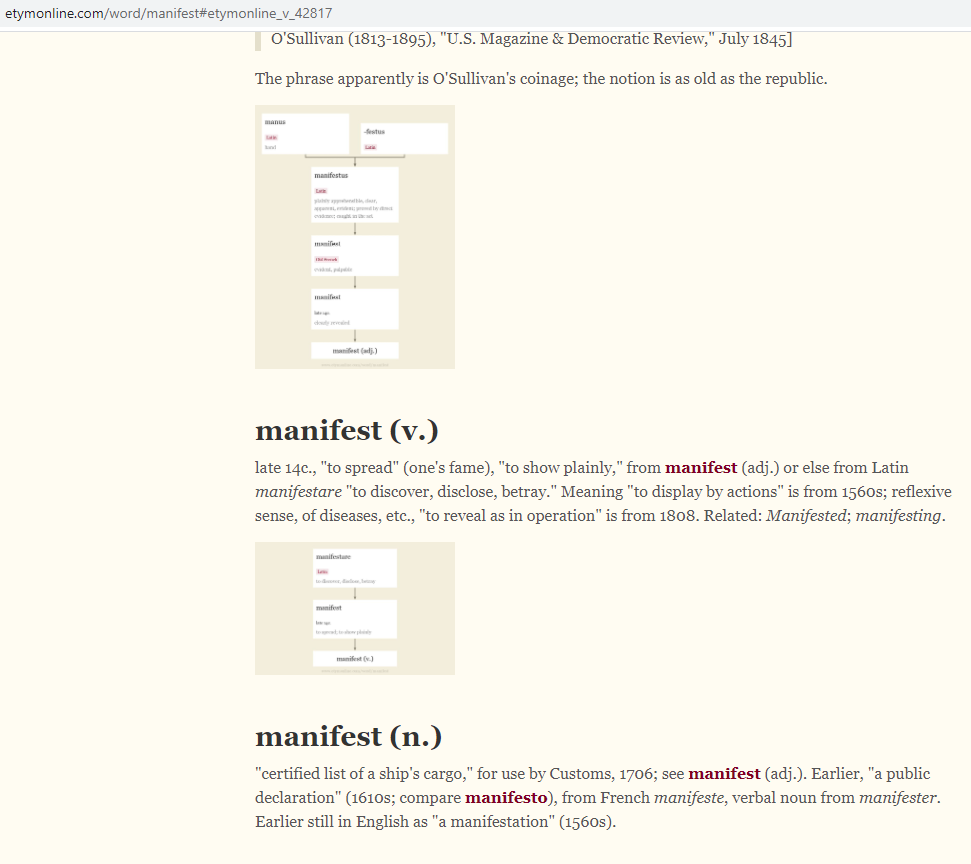 etymonline.com/word/manifest#etymonline_v_42817
O'Sullivan (1813-1895), "U.S. Magazine & Democratic Review," July 1845]
The phrase apparently is O'Sullivan's coinage; the notion is as old as the republic.
manus
Latin
hand
-festus
Latin
manifestus
Latin
plainly apprehensible, clear,
apparent, evident; proved by direct
evidence; caught in the act
manifest
Old French
evident, palpable
manifest
late 14c.
clearly revealed
manifest (adj.)
manifest (v.)
late 14c., "to spread" (one's fame), "to show plainly," from manifest (adj.) or else from Latin
manifestare "to discover, disclose, betray." Meaning "to display by actions" is from 1560s; reflexive
sense, of diseases, etc., "to reveal as in operation" is from 1808. Related: Manifested; manifesting.
manifestare
Latin
to discover, disclose, betray
manifest
late 14c.
to spread; to show plainly
manifest (v.)
manifest (n.)
"certified list of a ship's cargo," for use by Customs, 1706; see manifest (adj.). Earlier, "a public
declaration" (1610s; compare manifesto), from French manifeste, verbal noun from manifester.
Earlier still in English as "a manifestation" (1560s).